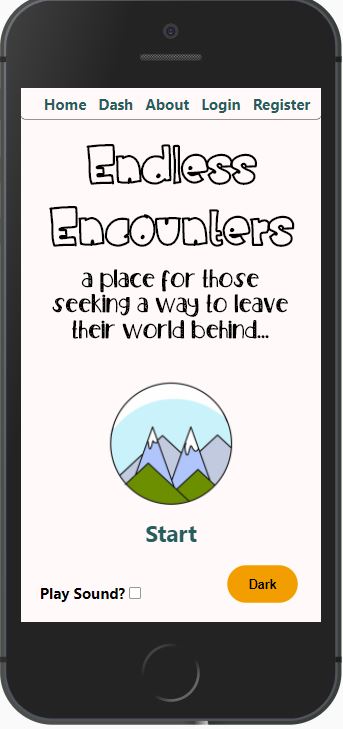 Home Dash About Login Register
Endless
Encounters
a place for those
seeking a way to leave
their world behind...
Start
Play Sound?
Dark